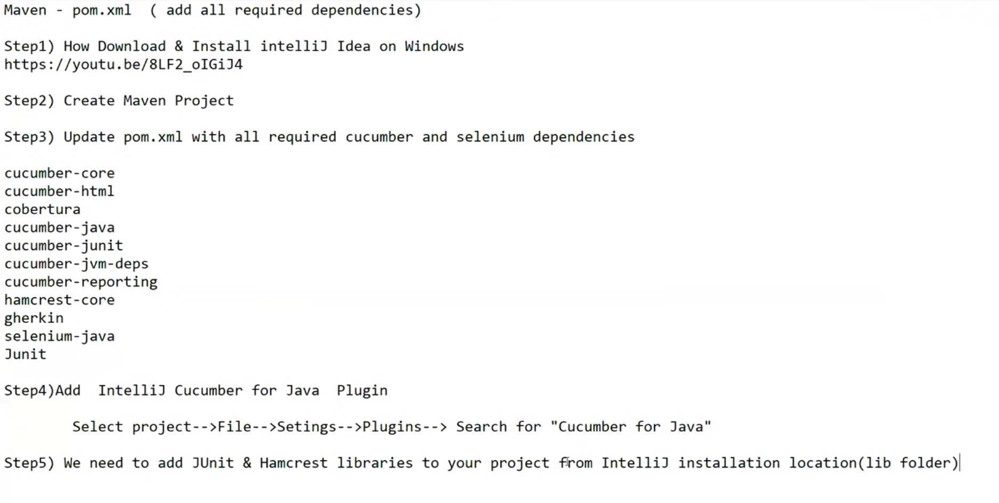 Maven - pom.xml  ( add all required dependencies)
Step1) How Download & Install intelliJ Idea on Windows
https://youtu.be/8LF2_oIGiJ4
Step2) Create Maven Project
Step3) Update pom.xml with all required cucumber and selenium dependencies
cucumber-core
cucumber-html
cobertura
cucumber-java
cucumber-junit
cucumber-jvm-deps
cucumber-reporting
hamcrest-core
gherkin
selenium-java
Junit
Step4)Add  IntelliJ Cucumber for Java  Plugin
Select project-->File-->Setings-->Plugins--> Search for "Cucumber for Java"
Step5) We need to add JUnit & Hamcrest libraries to your project from IntelliJ installation location(lib folder)